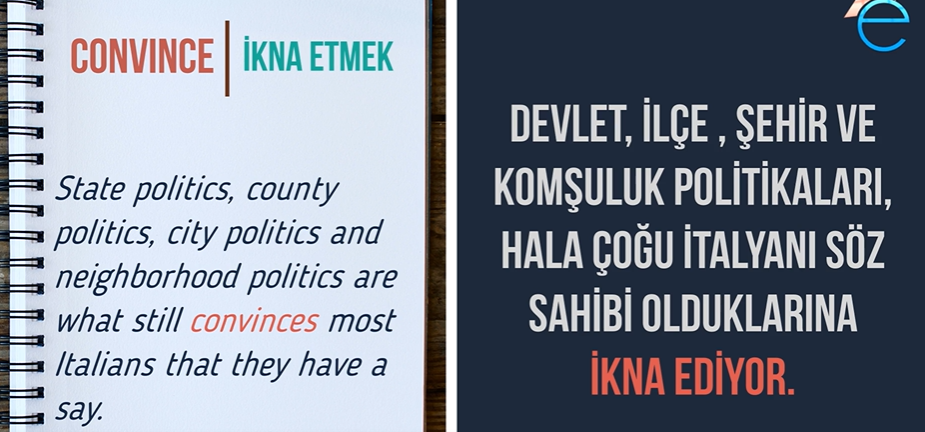 CONVINCE | İKNA ETMEK
State politics, county
politics, city politics and
neighborhood politics are
what still convinces most
Italians that they have a
say.
e
DEVLET, İLÇE , ŞEHİR VE
KOMŞULUK POLİTİKALARI,
HALA ÇOĞU İTALYANI SÖZ
SAHİBİ OLDUKLARINA
İKNA EDİYOR.